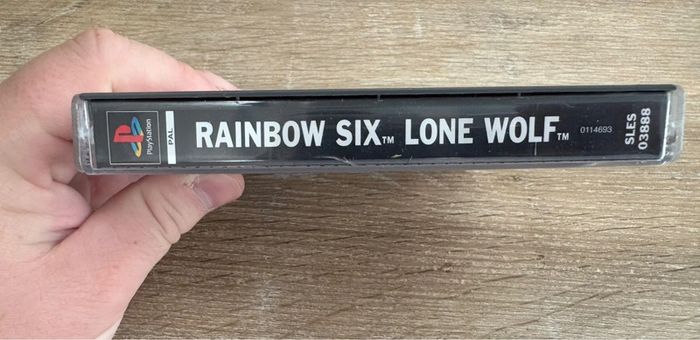 PlayStation
PAL
RAINBOW SIX™ LONE WOLF™
0114693
SLES
03888